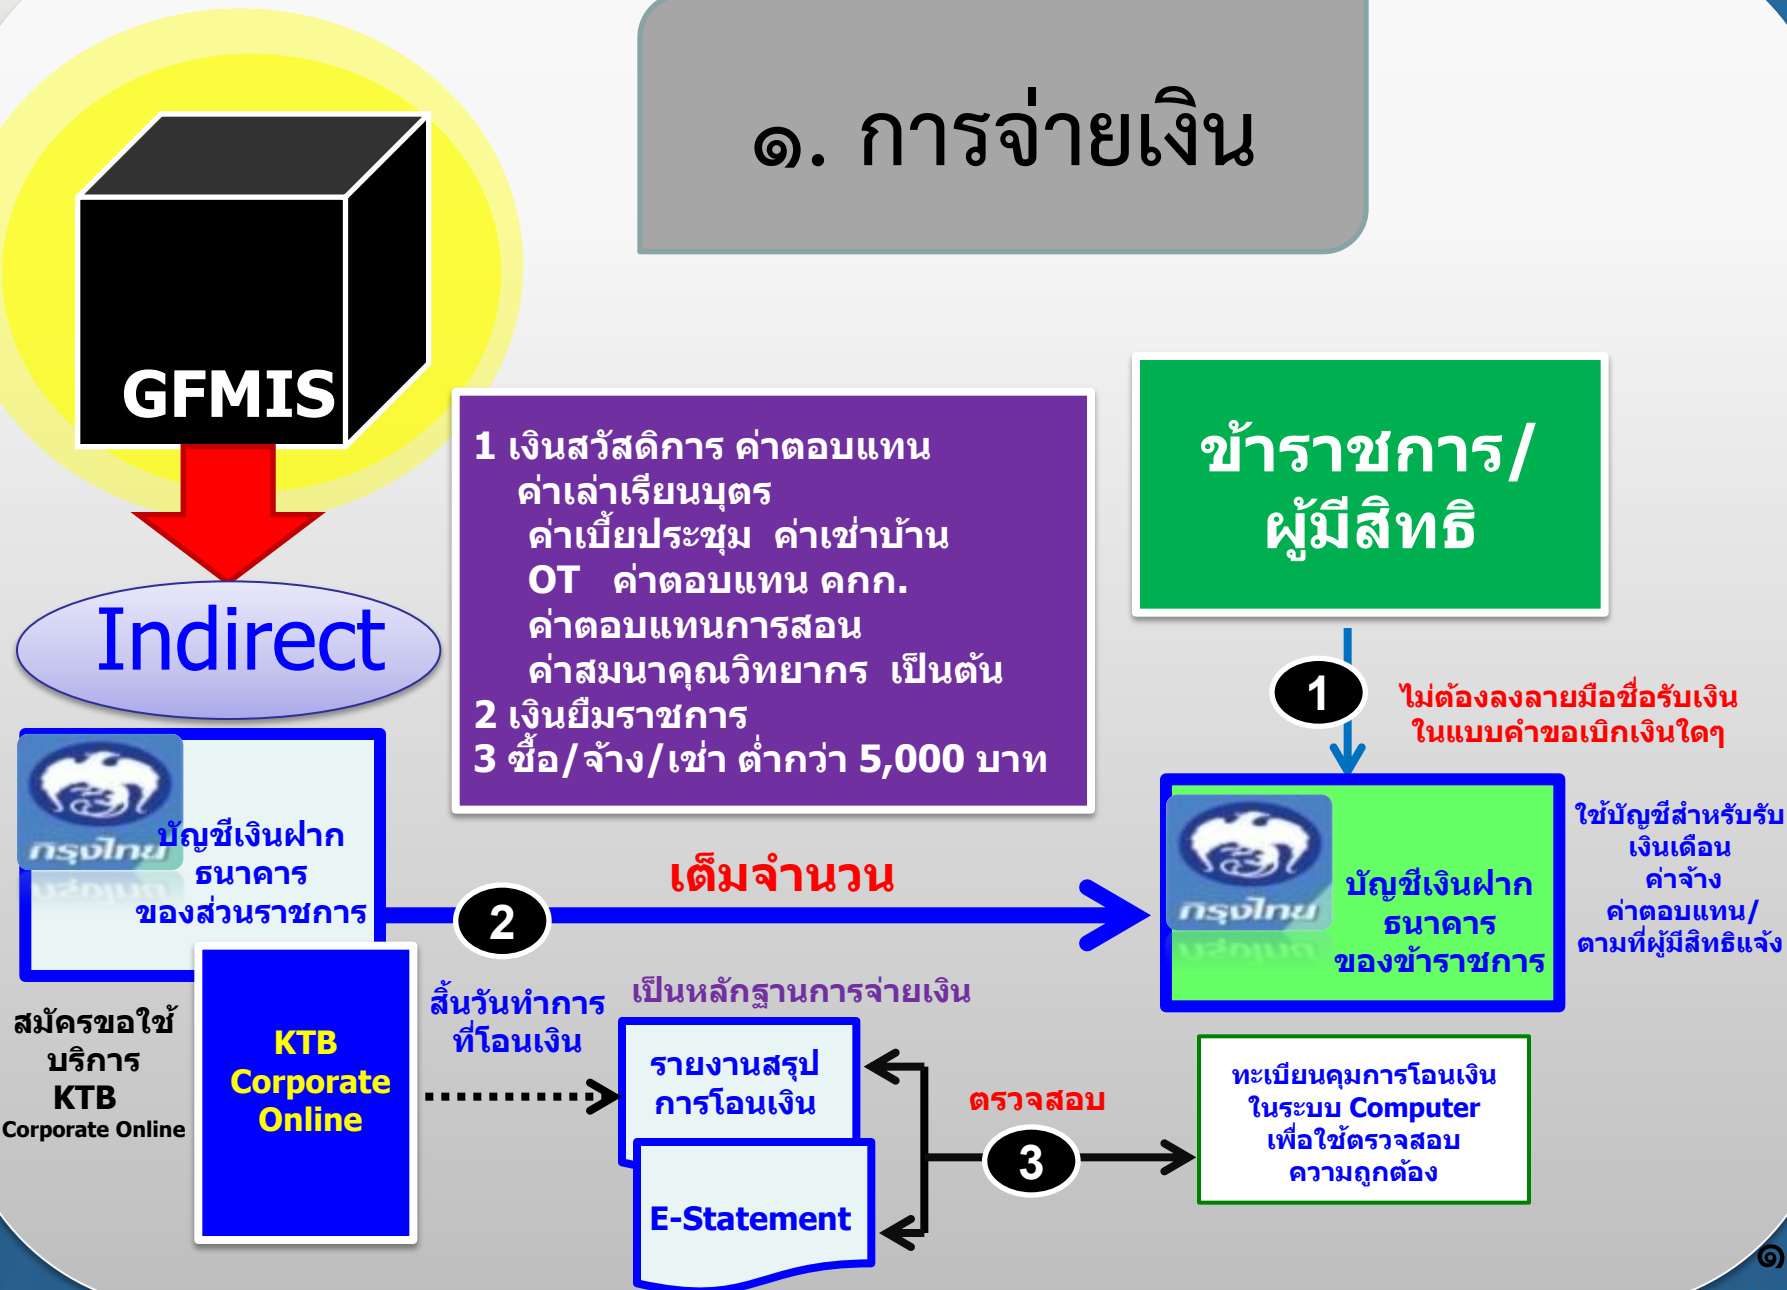 ๑. การจ่ายเงิน
GFMIS
Indirect
1 เงินสวัสดิการ ค่าตอบแทน
ค่าเล่าเรียนบุตร
ค่าเบี้ยประชุม ค่าเช่าบ้าน
OT ค่าตอบแทน คกก.
ค่าตอบแทนการสอน
ค่าสมนาคุณวิทยากร เป็นต้น
2 เงินยืมราชการ
3 ซื้อ/จ้าง/เช่า ต่ำกว่า 5,000 บาท
ข้าราชการ/
ผู้มีสิทธิ
1
ไม่ต้องลงลายมือชื่อรับเงิน
ในแบบคำขอเบิกเงินใดๆ
กรุงไทย
บัญชีเงินฝาก
ธนาคาร
ของส่วนราชการ
เต็มจำนวน
2
กรุงไทย
บัญชีเงินฝาก
ธนาคาร
ของข้าราชการ
ใช้บัญชีสำหรับรับ
เงินเดือน
ค่าจ้าง
ค่าตอบแทน/
ตามที่ผู้มีสิทธิแจ้ง
สมัครขอใช้
บริการ
KTB
Corporate Online
KTB
Corporate
Online
สิ้นวันทำการ
ที่โอนเงิน
เป็นหลักฐานการจ่ายเงิน
รายงานสรุป
การโอนเงิน
E-Statement
ตรวจสอบ
3
ทะเบียนคุมการโอนเงิน
ในระบบ Computer
เพื่อใช้ตรวจสอบ
ความถูกต้อง
๑